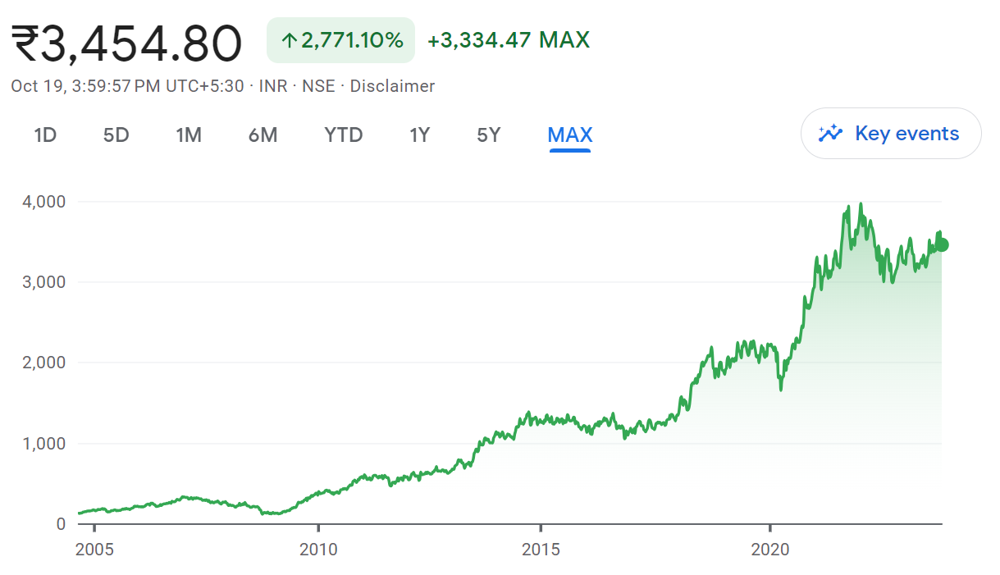 ₹3,454.80 ↑2,771.10% +3,334.47 MAX
Oct 19, 3:59:57 PM UTC+5:30 · INR · NSE · Disclaimer
1D 5D 1M 6M YTD 1Y 5Y MAX Key events
4,000
3,000
2,000
1,000
0
2005 2010 2015 2020